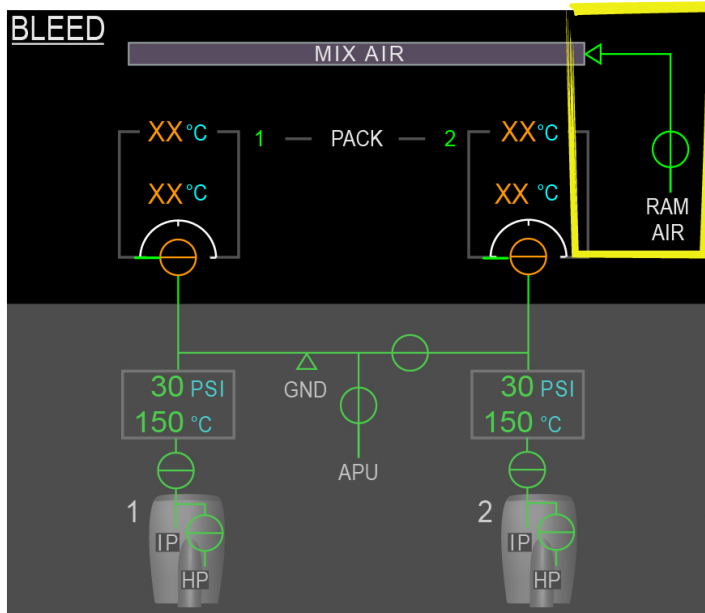 BLEED
MIX AIR
XX °C 1 PACK 2 XX °C
XX °C XX °C
RAM
AIR
30 PSI GND 30 PSI
150 °C 150 °C
APU
1 2
IP IP
HP HP